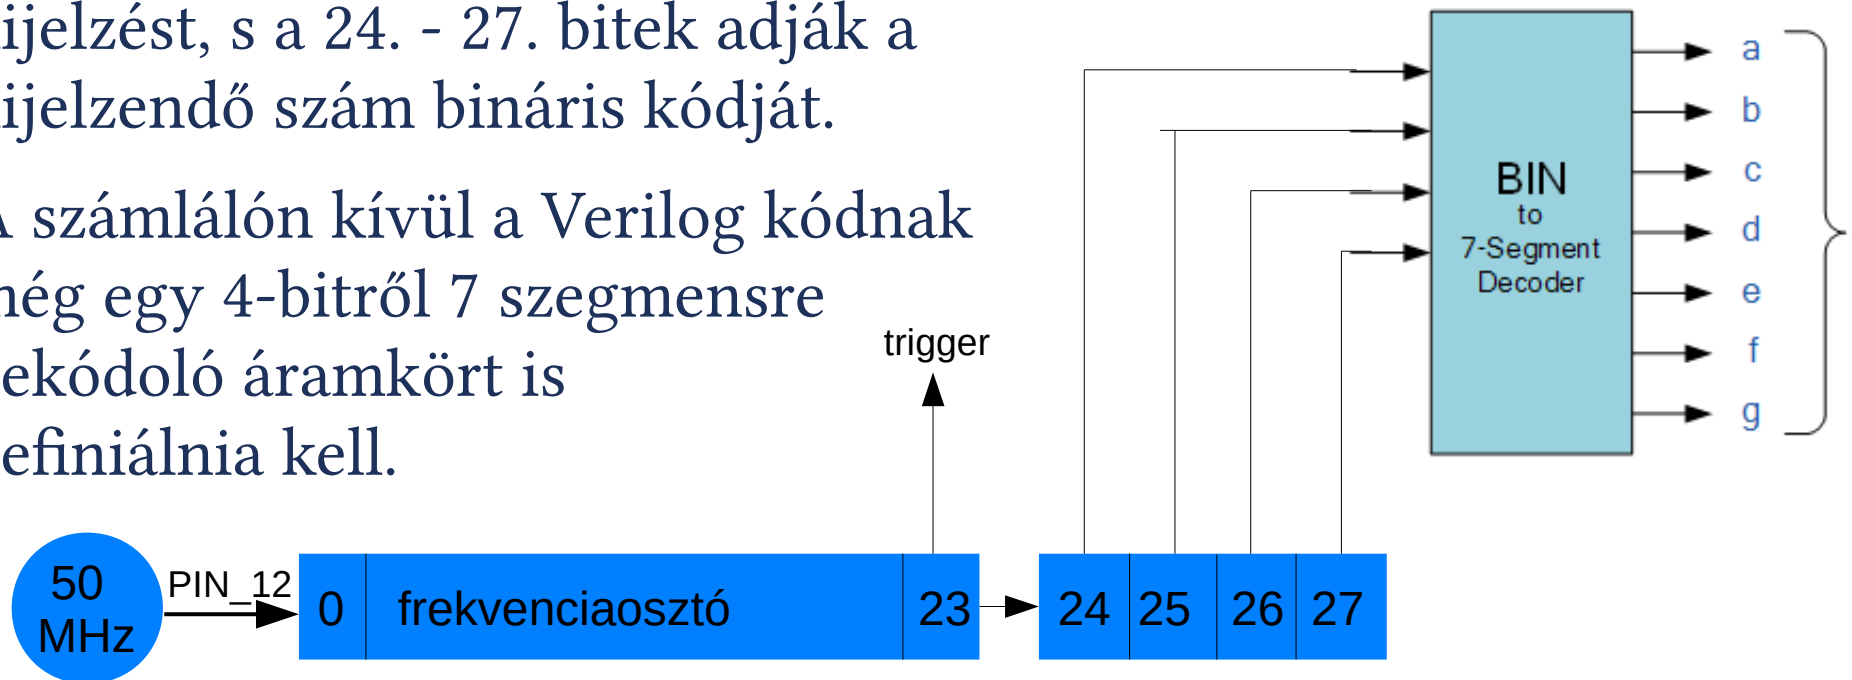 ijelzést, s a 24. - 27. bitek adják a
ijelzendő szám bináris kódját.
számlálón kívül a Verilog kódnak
még egy 4-bitről 7 szegmensre
ekódoló áramkört is
efiniálnia kell.
trigger
50
MHz
PIN_12
0
frekvenciaosztó
23
24
25
26
27
BIN
to
7-Segment
Decoder
a
b
c
d
e
f
g